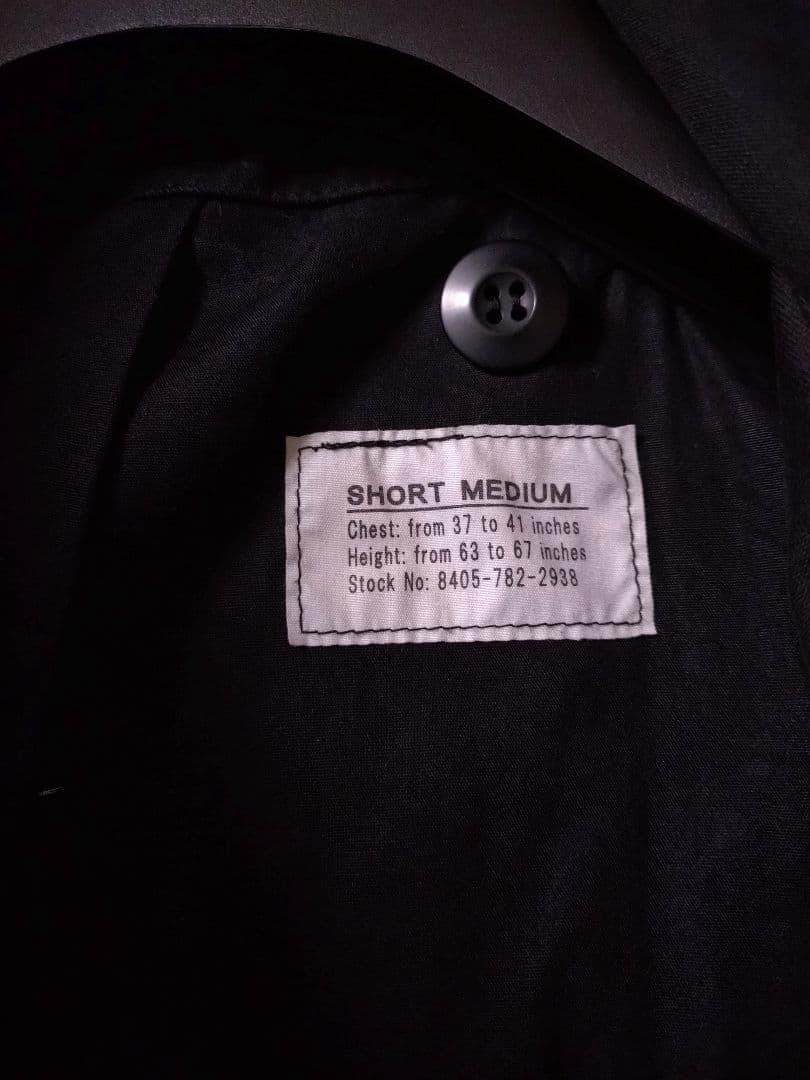 SHORT MEDIUM
Chest: from 37 to 41 inches
Height: from 63 to 67 inches
Stock No: 8405-782-2938